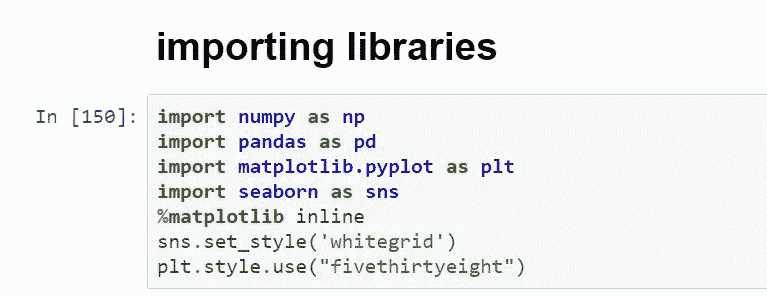 importing libraries
In [150]: import numpy as np
import pandas as pd
import matplotlib.pyplot as plt
import seaborn as sns
%matplotlib inline
sns.set_style('whitegrid')
plt.style.use("fivethirtyeight")